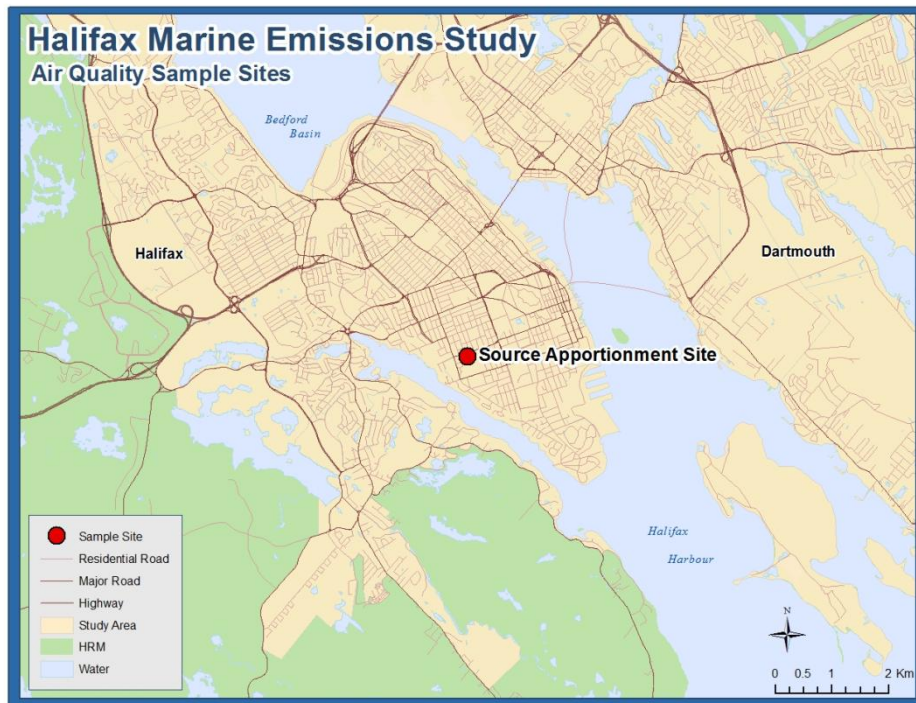 Halifax Marine Emissions Study
Air Quality Sample Sites
Bedford
Basin
Halifax
Dartmouth
Source Apportionment Site
Halifax
Harbour
Sample Site
Residential Road
Major Road
Highway
Study Area
HRM
Water
N
0 0.5 1 2 Km